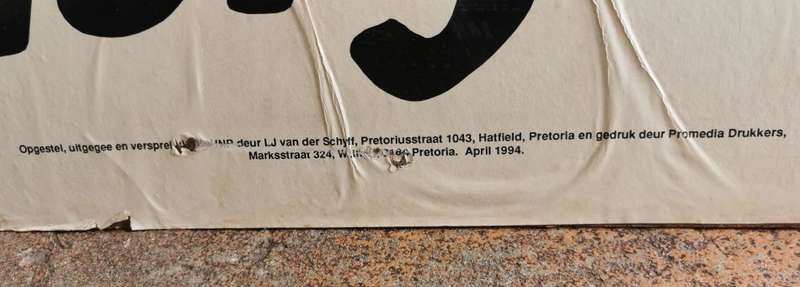 Opgestel, uitgegee en versprei deur LJ van der Schyff, Pretoriusstraat 1043, Hatfield, Pretoria en gedruk deur Promedia Drukkers,
Marksstraat 324, Pretoria. April 1994.